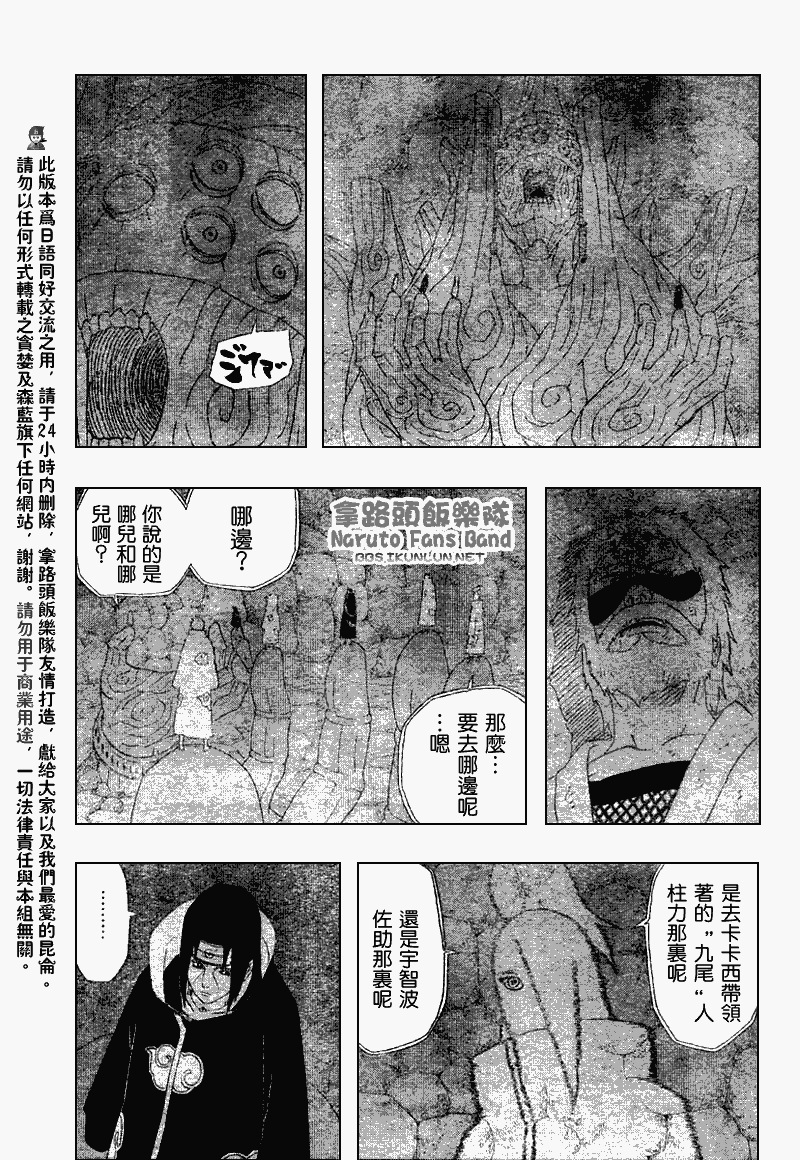 ゴゴゴ
哪邊？
你說的是
哪兒和哪
兒啊？
那麼…
要去哪邊呢
…嗯
拿路頭飯樂隊
Naruto Fans Band
BBS.IKUNLUN.NET
是去卡卡西帶領
著的〞九尾〝人
柱力那裏呢
還是宇智波
佐助那裏呢
………
此版本爲日語同好交流之用，請于24小時内删除，拿路頭飯樂隊友情打造，獻給大家以及我們最愛的昆侖。
請勿以任何形式轉載之貪婪及森藍旗下任何網站，謝謝。請勿用于商業用途，一切法律責任與本組無關。